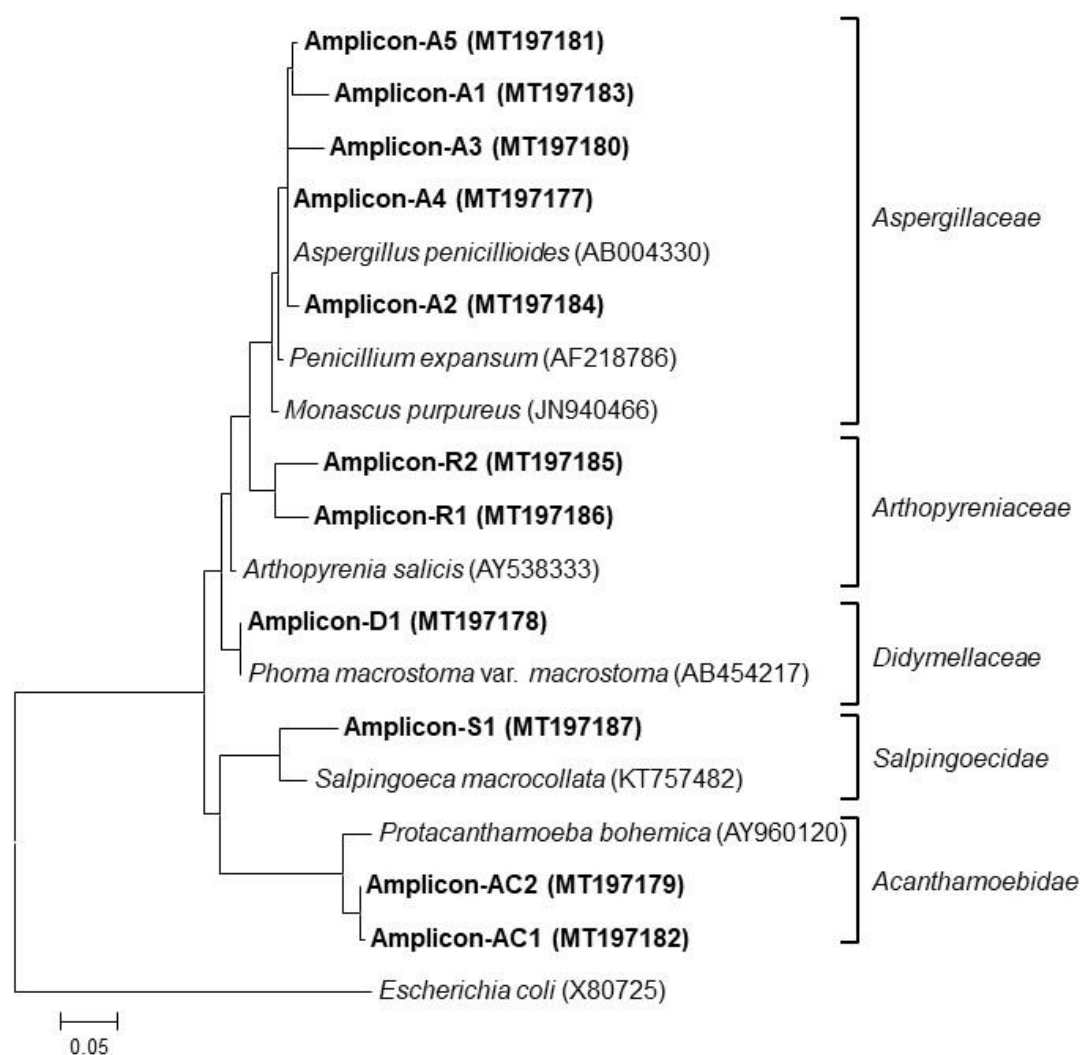 Amplicon-A5 (MT197181)
Amplicon-A1 (MT197183)
Amplicon-A3 (MT197180)
Amplicon-A4 (MT197177)
Aspergillus penicillioides (AB004330)
Amplicon-A2 (MT197184)
Penicillium expansum (AF218786)
Monascus purpureus (JN940466)
Aspergillaceae
Amplicon-R2 (MT197185)
Amplicon-R1 (MT197186)
Arthopyrenia salicis (AY538333)
Arthopyreniaceae
Amplicon-D1 (MT197178)
Phoma macrostoma var. macrostoma (AB454217)
Didymellaceae
Amplicon-S1 (MT197187)
Salpingoeca macrocollata (KT757482)
Salpingoecidae
Protacanthamoeba bohemica (AY960120)
Amplicon-AC2 (MT197179)
Amplicon-AC1 (MT197182)
Acanthamoebidae
Escherichia coli (X80725)
0.05